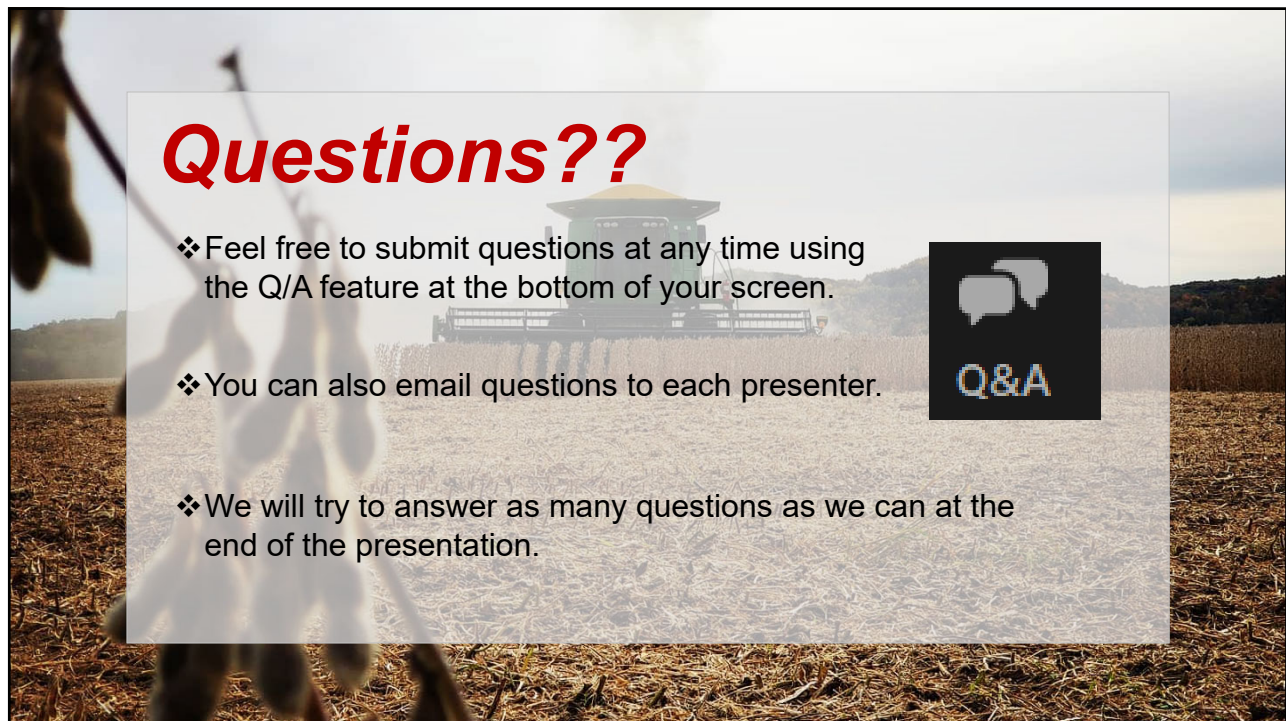 Questions??
❖Feel free to submit questions at any time using
the Q/A feature at the bottom of your screen.
Q&A
❖You can also email questions to each presenter.
❖We will try to answer as many questions as we can at the
end of the presentation.